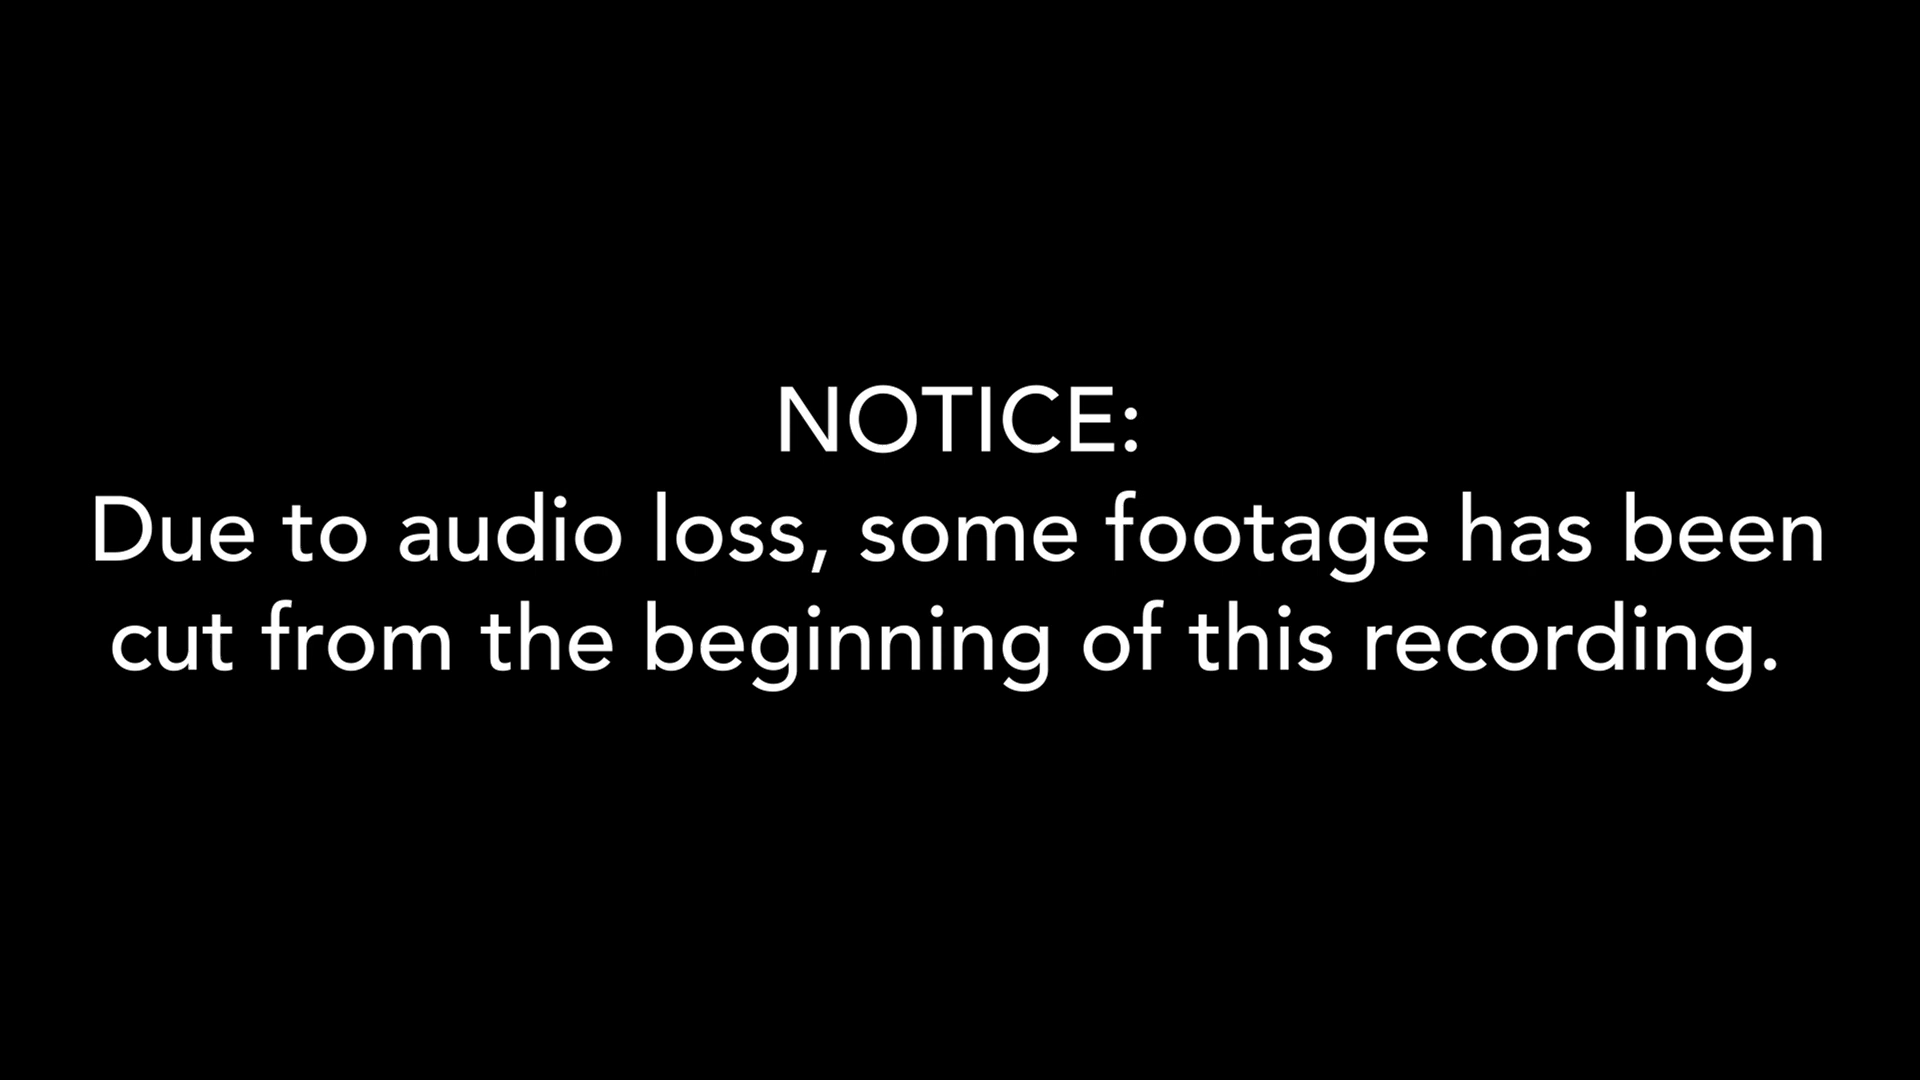 NOTICE:
Due to audio loss, some footage has been
cut from the beginning of this recording.